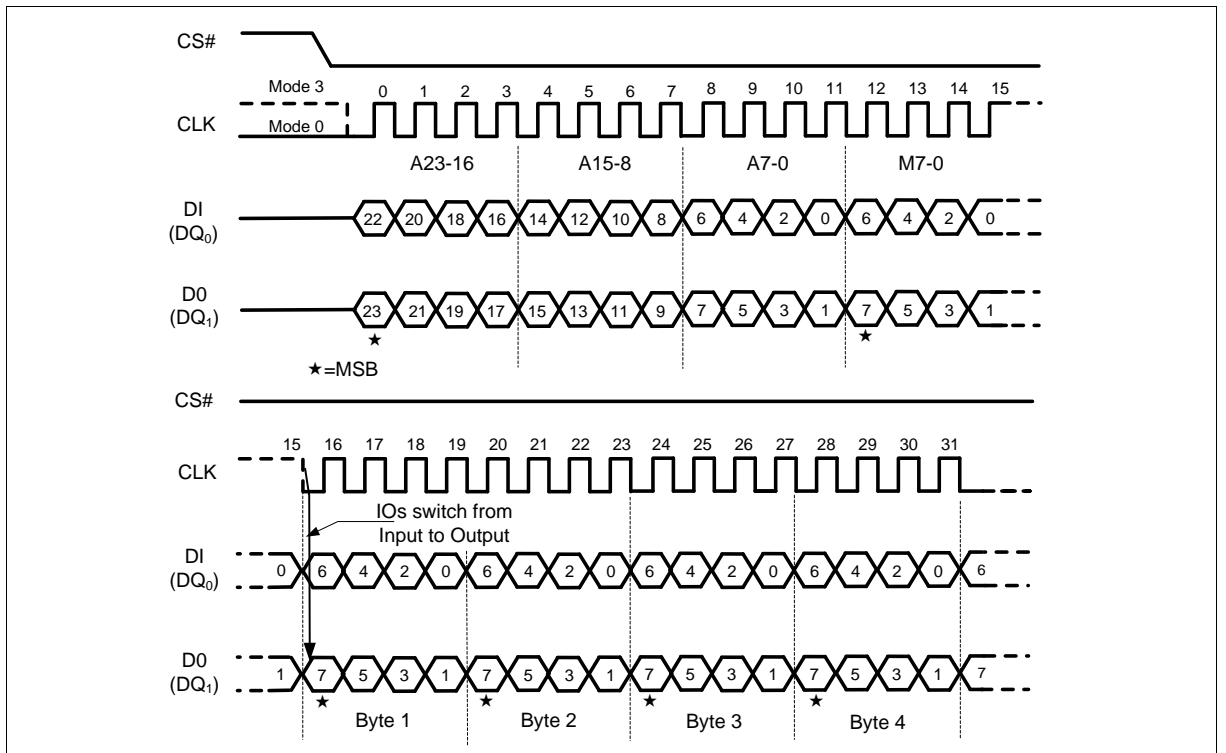 CS#
Mode 3
0 1 2 3 4 5 6 7 8 9 10 11 12 13 14 15
CLK
Mode 0
A23-16 A15-8 A7-0 M7-0
DI
(DQ0)
22 20 18 16 14 12 10 8 6 4 2 0 6 4 2 0
D0
(DQ1)
23 21 19 17 15 13 11 9 7 5 3 1 7 5 3 1
★ ★
★=MSB
CS#
15 16 17 18 19 20 21 22 23 24 25 26 27 28 29 30 31
CLK
IOs switch from
Input to Output
DI
(DQ0)
0 6 4 2 0 6 4 2 0 6 4 2 0 6 4 2 0 6
D0
(DQ1)
1 7 5 3 1 7 5 3 1 7 5 3 1 7 5 3 1 7
★ ★ ★ ★
Byte 1 Byte 2 Byte 3 Byte 4